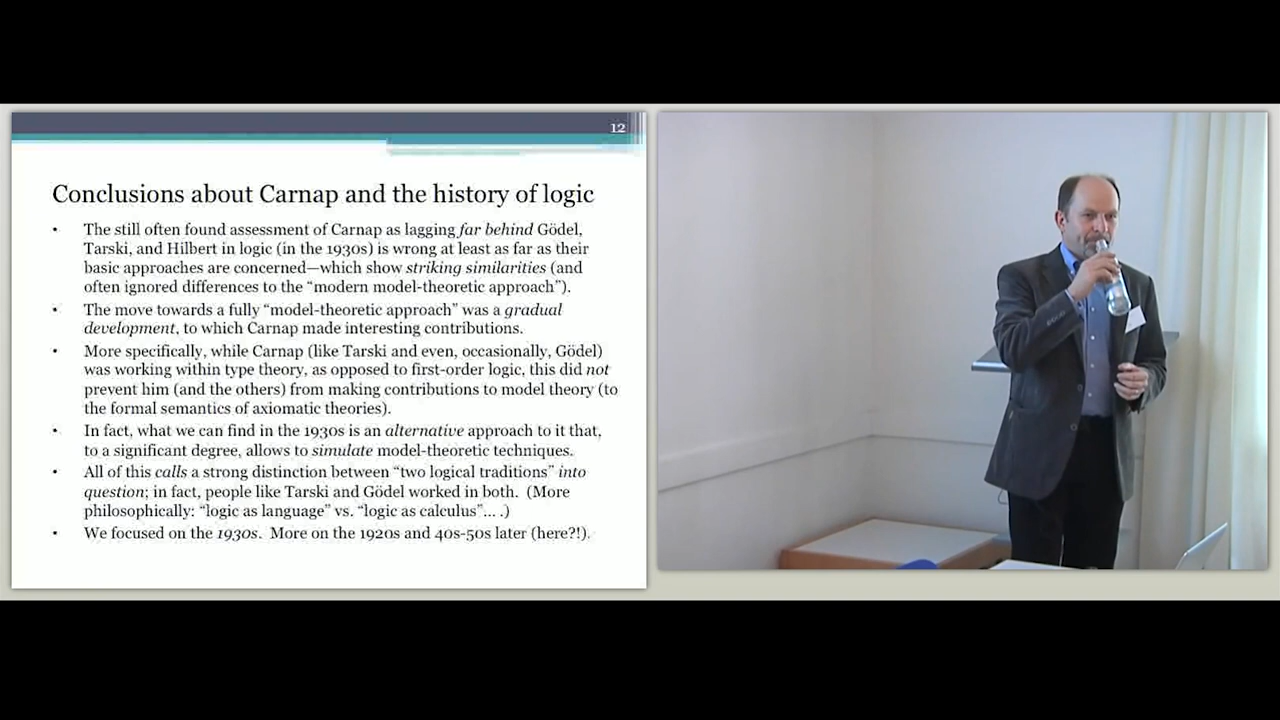 12
Conclusions about Carnap and the history of logic
• The still often found assessment of Carnap as lagging far behind Gödel,
Tarski, and Hilbert in logic (in the 1930s) is wrong at least as far as their
basic approaches are concerned—which show striking similarities (and
often ignored differences to the “modern model-theoretic approach”).
• The move towards a fully “model-theoretic approach” was a gradual
development, to which Carnap made interesting contributions.
• More specifically, while Carnap (like Tarski and even, occasionally, Gödel)
was working within type theory, as opposed to first-order logic, this did not
prevent him (and the others) from making contributions to model theory (to
the formal semantics of axiomatic theories).
• In fact, what we can find in the 1930s is an alternative approach to it that,
to a significant degree, allows to simulate model-theoretic techniques.
• All of this calls a strong distinction between “two logical traditions” into
question; in fact, people like Tarski and Gödel worked in both. (More
philosophically: “logic as language” vs. “logic as calculus”... .)
• We focused on the 1930s. More on the 1920s and 40s-50s later (here?!).